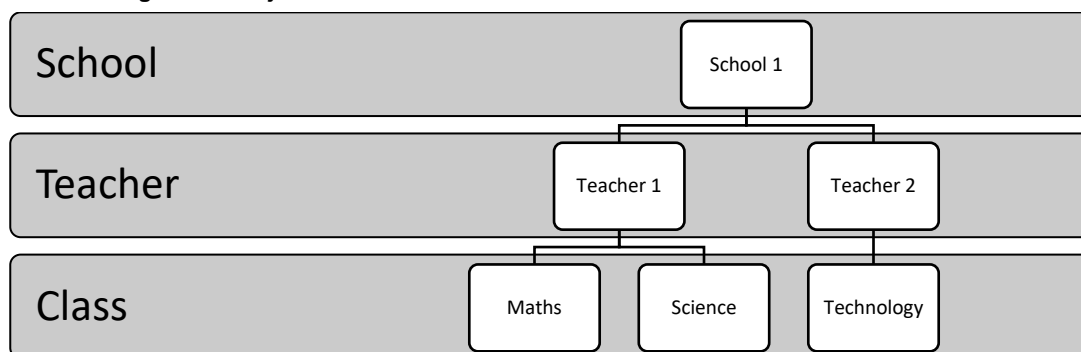 School
School 1
Teacher
Teacher 1
Teacher 2
Class
Maths
Science
Technology